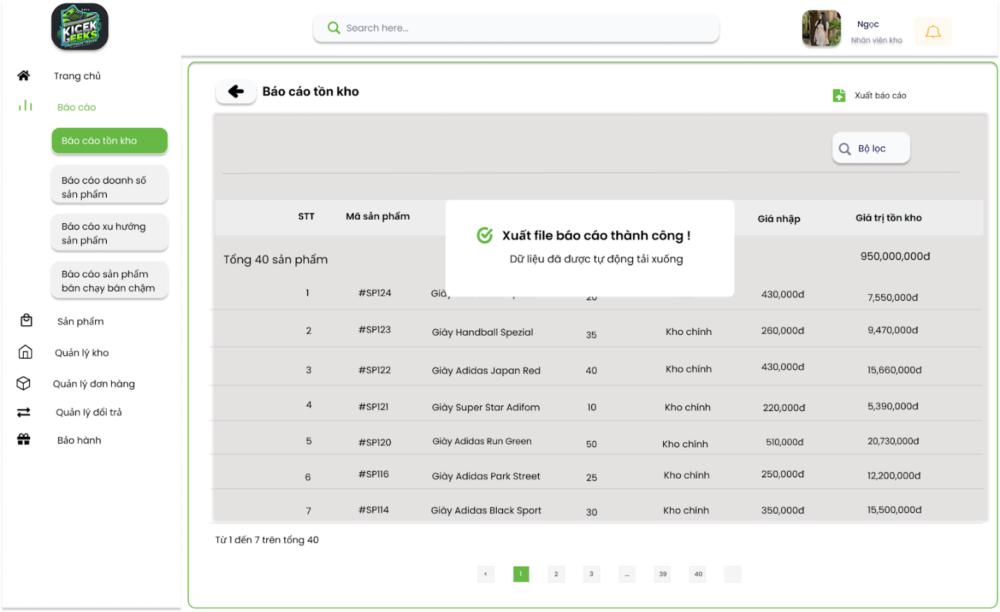 KICEK
GEEKS
Search here...
Ngọc
Nhân viên kho
Trang chủ
Báo cáo
Báo cáo tồn kho
Báo cáo doanh số
sản phẩm
Báo cáo xu hướng
sản phẩm
Báo cáo sản phẩm
bán chạy bán chậm
Sản phẩm
Quản lý kho
Quản lý đơn hàng
Quản lý đổi trả
Bảo hành
Báo cáo tồn kho
Xuất báo cáo
Bộ lọc
STT Mã sản phẩm Giá nhập Giá trị tồn kho
Xuất file báo cáo thành công !
Dữ liệu đã được tự động tải xuống
Tổng 40 sản phẩm 950,000,000đ
1 #SP124 Giày 20 430,000đ 7,550,000đ
2 #SP123 Giày Handball Spezial 35 Kho chính 260,000đ 9,470,000đ
3 #SP122 Giày Adidas Japan Red 40 Kho chính 430,000đ 15,660,000đ
4 #SP121 Giày Super Star Adifom 10 Kho chính 220,000đ 5,390,000đ
5 #SP120 Giày Adidas Run Green 50 Kho chính 510,000đ 20,730,000đ
6 #SP116 Giày Adidas Park Street 25 Kho chính 250,000đ 12,200,000đ
7 #SP114 Giày Adidas Black Sport 30 Kho chính 350,000đ 15,500,000đ
Từ 1 đến 7 trên tổng 40
< 1 2 3 ... 39 40